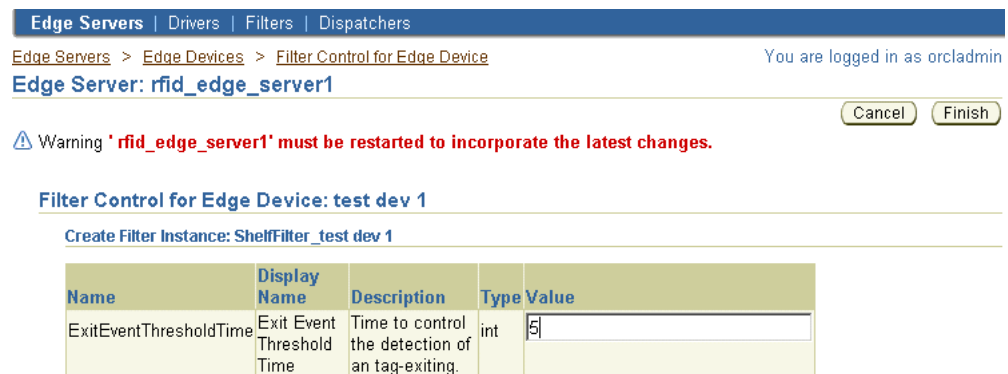 Edge Servers | Drivers | Filters | Dispatchers
Edge Servers > Edge Devices > Filter Control for Edge Device
You are logged in as orcladmin
Edge Server: rfid_edge_server1
Cancel Finish
Warning ' rfid_edge_server1' must be restarted to incorporate the latest changes.
Filter Control for Edge Device: test dev 1
Create Filter Instance: ShelfFilter_test dev 1
Name Display Name Description Type Value
ExitEventThresholdTime Exit Event Threshold Time Time to control the detection of an tag-exiting. int 5